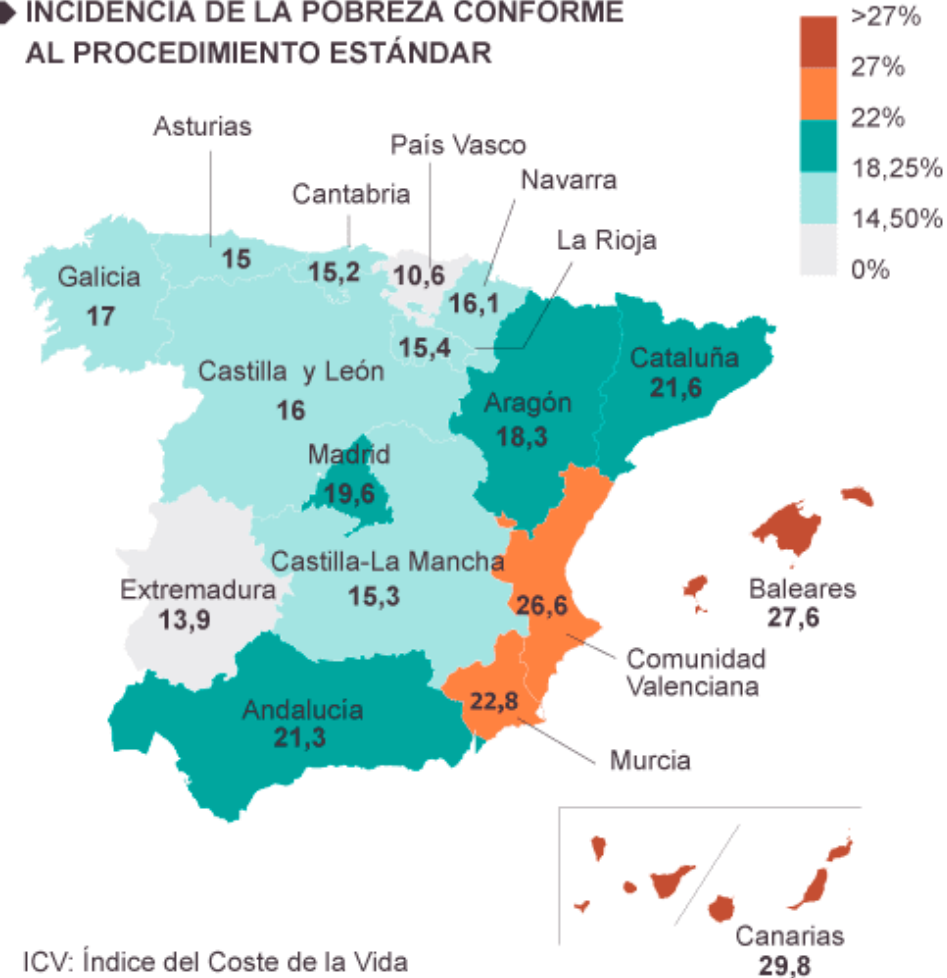 INCIDENCIA DE LA POBREZA CONFORME
AL PROCEDIMIENTO ESTÁNDAR
>27%
27%
22%
18,25%
14,50%
0%
Asturias
15
Cantabria
15,2
País Vasco
10,6
Navarra
16,1
La Rioja
15,4
Galicia
17
Castilla y León
16
Aragón
18,3
Cataluña
21,6
Madrid
19,6
Castilla-La Mancha
15,3
Extremadura
13,9
26,6
Comunidad
Valenciana
Baleares
27,6
Andalucía
21,3
22,8
Murcia
Canarias
29,8
ICV: Índice del Coste de la Vida